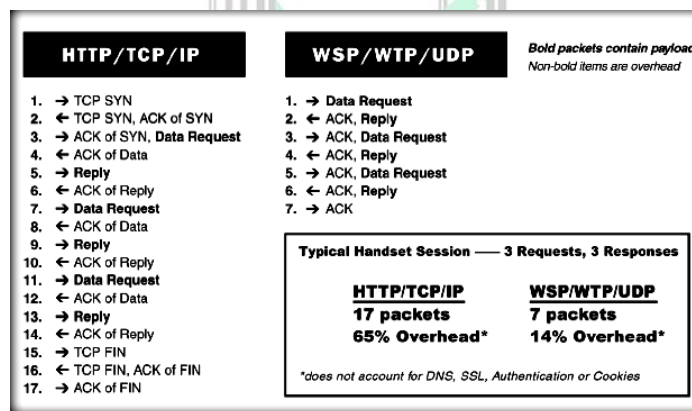 HTTP/TCP/IP
1. → TCP SYN
2. ← TCP SYN, ACK of SYN
3. → ACK of SYN, Data Request
4. ← ACK of Data
5. → Reply
6. ← ACK of Reply
7. → Data Request
8. ← ACK of Data
9. → Reply
10. ← ACK of Reply
11. → Data Request
12. ← ACK of Data
13. → Reply
14. ← ACK of Reply
15. → TCP FIN
16. ← TCP FIN, ACK of FIN
17. → ACK of FIN
WSP/WTP/UDP
1. → Data Request
2. ← ACK, Reply
3. → ACK, Data Request
4. ← ACK, Reply
5. → ACK, Data Request
6. ← ACK, Reply
7. → ACK
Bold packets contain payload
Non-bold items are overhead
Typical Handset Session — 3 Requests, 3 Responses
HTTP/TCP/IP
17 packets
65% Overhead*
WSP/WTP/UDP
7 packets
14% Overhead*
*does not account for DNS, SSL, Authentication or Cookies